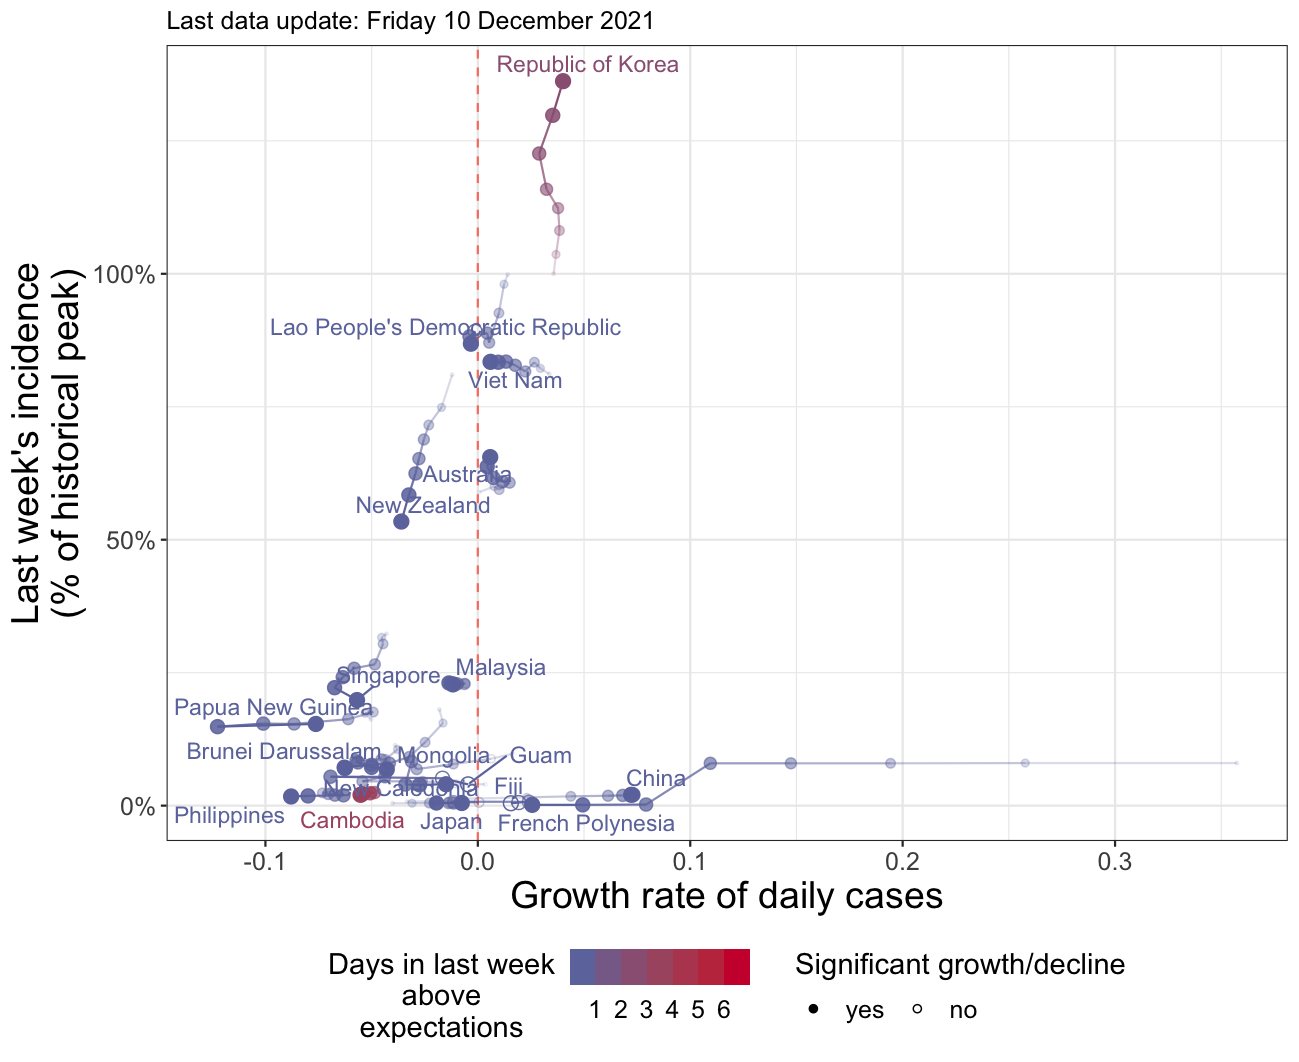 Last data update: Friday 10 December 2021
Republic of Korea
Lao People's Democratic Republic
Viet Nam
Australia
New Zealand
Singapore
Malaysia
Papua New Guinea
Brunei Darussalam
Mongolia
Guam
New Caledonia
Fiji
China
Philippines
Cambodia
Japan
French Polynesia
Last week's incidence
(% of historical peak)
100%
50%
0%
-0.1
0.0
0.1
0.2
0.3
Growth rate of daily cases
Days in last week
above
expectations
1 2 3 4 5 6
Significant growth/decline
yes
no